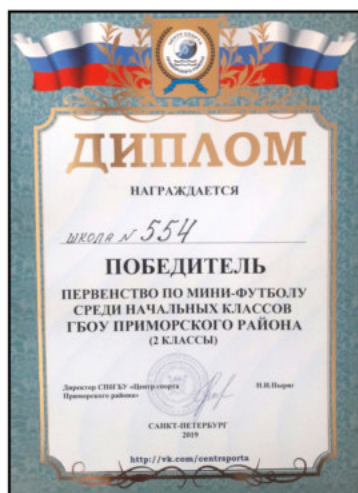 ДИПЛОМ
НАГРАЖДАЕТСЯ
ШКОЛА № 554
ПОБЕДИТЕЛЬ
ПЕРВЕНСТВО ПО МИНИ-ФУТБОЛУ
СРЕДИ НАЧАЛЬНЫХ КЛАССОВ
ГБОУ ПРИМОРСКОГО РАЙОНА
(2 КЛАССЫ)
Директор СПбГБУ «Центр спорта
Приморского района»
САНКТ-ПЕТЕРБУРГ
2019
http://vk.com/centrsporta